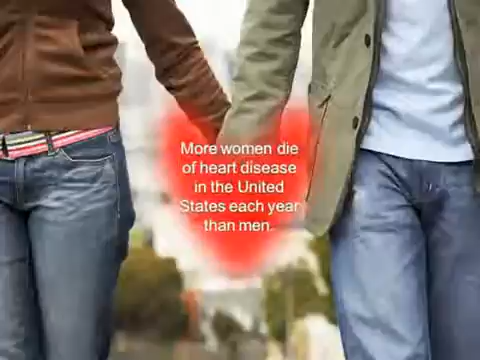 More women die
of heart disease
in the United
States each year
than men.